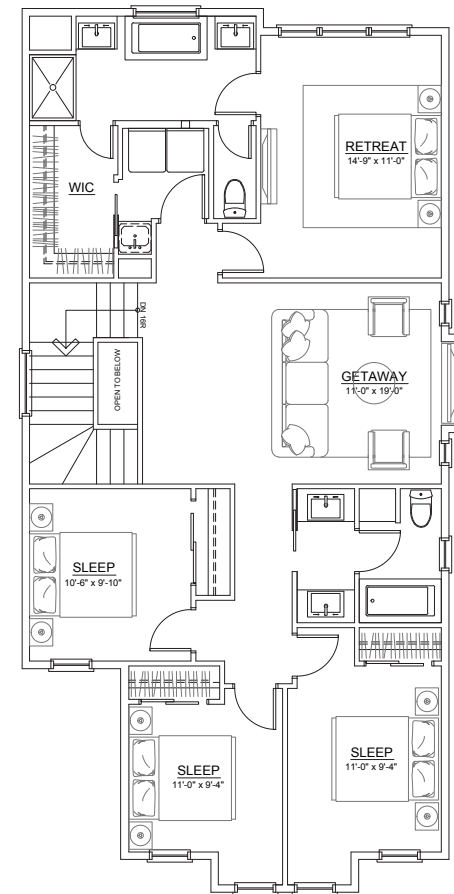 RETREAT
14'-9" x 11'-0"
WIC
DN 16R
OPEN TO BELOW
GETAWAY
11'-0" x 19'-0"
SLEEP
10'-6" x 9'-10"
SLEEP
11'-0" x 9'-4"
SLEEP
11'-0" x 9'-4"